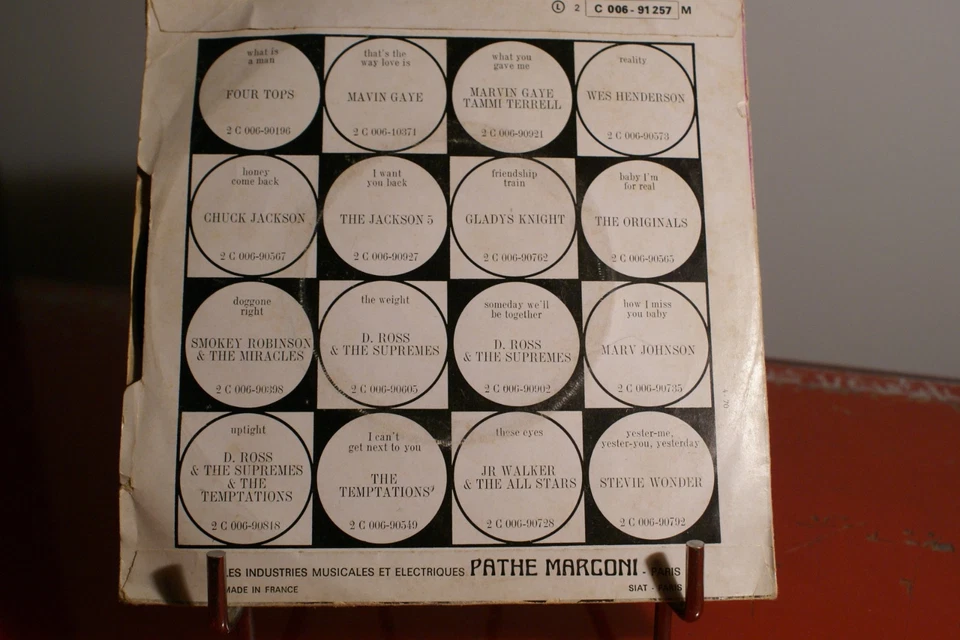 Ⓛ 2 C 006-91257 M
what is
a man
FOUR TOPS
2 C 006-90196
that's the
way love is
MAVIN GAYE
2 C 006-10371
what you
gave me
MARVIN GAYE
TAMMI TERRELL
2 C 006-90921
reality
WES HENDERSON
2 C 006-90573
honey
come back
CHUCK JACKSON
2 C 006-90567
I want
you back
THE JACKSON 5
2 C 006-90927
friendship
train
GLADYS KNIGHT
2 C 006-90762
baby I'm
for real
THE ORIGINALS
2 C 006-90565
doggone
right
SMOKEY ROBINSON
& THE MIRACLES
2 C 006-90398
the weight
D. ROSS
& THE SUPREMES
2 C 006-90605
someday we'll
be together
D. ROSS
& THE SUPREMES
2 C 006-90902
how I miss
you baby
MARV JOHNSON
2 C 006-90735
uptight
D. ROSS
& THE SUPREMES
& THE
TEMPTATIONS
2 C 006-90818
I can't
get next to you
THE
TEMPTATIONS'
2 C 006-90549
these eyes
JR WALKER
& THE ALL STARS
2 C 006-90728
yester-me,
yester-you, yesterday
STEVIE WONDER
2 C 006-90792
LES INDUSTRIES MUSICALES ET ELECTRIQUES PATHE MARCONI - PARIS
MADE IN FRANCE
SIAT - PARIS